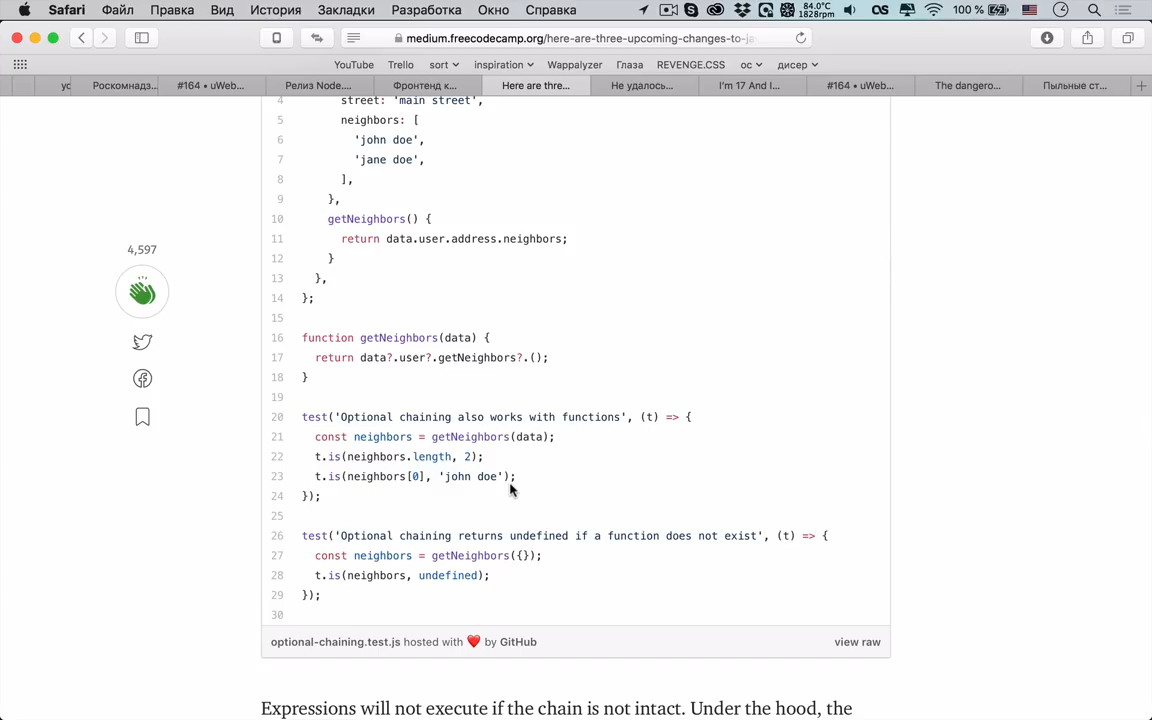 Safari Файл Правка Вид История Закладки Разработка Окно Справка 84.0°C 1828rpm 100 %
medium.freecodecamp.org/here-are-three-upcoming-changes-to-ja
YouTube Trello sort inspiration Wappalyzer Глаза REVENGE.CSS ос дисер
ус Роскомнадз... #164 • uWeb... Релиз Node.... Фронтенд к... Here are thre... Не удалось... I'm 17 And I... #164 • uWeb... The dangero... Пыльные ст...
4 street: 'main street',
5 neighbors: [
6 'john doe',
7 'jane doe',
8 ],
9 },
10 getNeighbors() {
11 return data.user.address.neighbors;
12 }
13 },
14 };
15
16 function getNeighbors(data) {
17 return data?.user?.getNeighbors?.();
18 }
19
20 test('Optional chaining also works with functions', (t) => {
21 const neighbors = getNeighbors(data);
22 t.is(neighbors.length, 2);
23 t.is(neighbors[0], 'john doe');
24 });
25
26 test('Optional chaining returns undefined if a function does not exist', (t) => {
27 const neighbors = getNeighbors({});
28 t.is(neighbors, undefined);
29 });
30
4,597
optional-chaining.test.js hosted with ❤ by GitHub view raw
Expressions will not execute if the chain is not intact. Under the hood, the